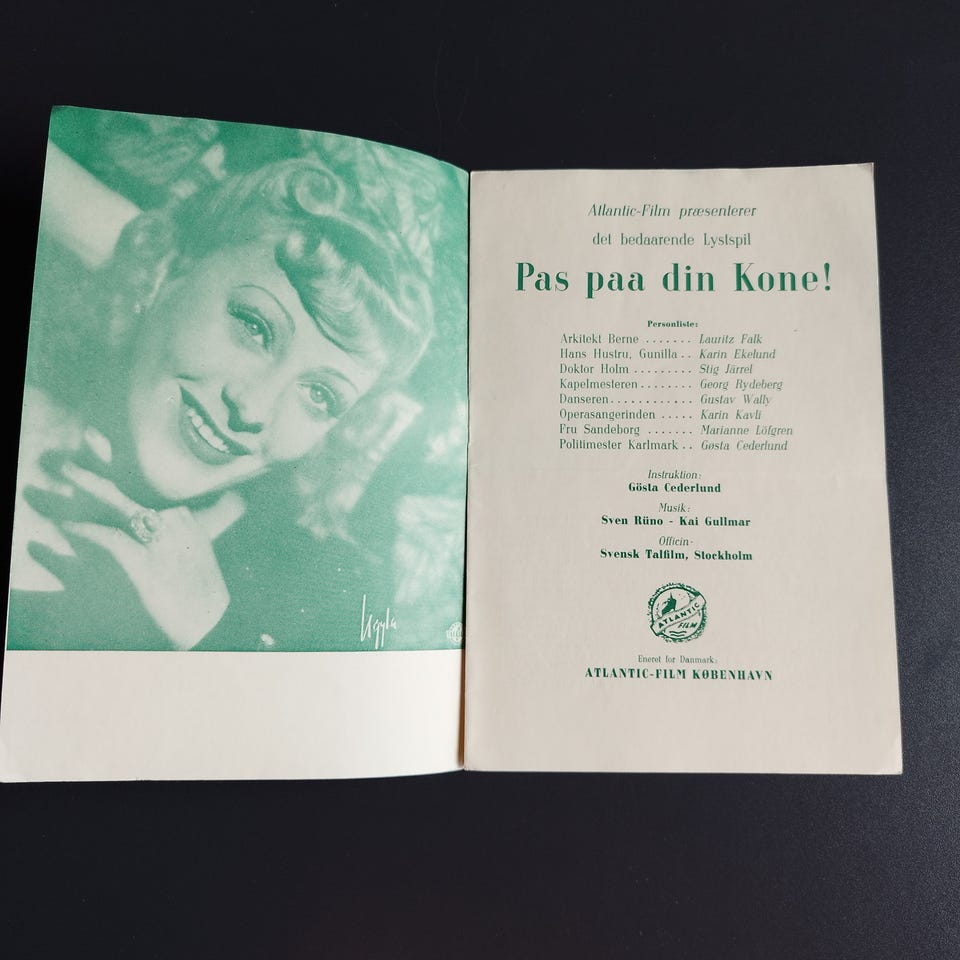 Uggla
Atlantic-Film præsenterer
det bedaarende Lystspil
Pas paa din Kone!
Personliste:
Arkitekt Berne ....... Lauritz Falk
Hans Hustru, Gunilla .. Karin Ekelund
Doktor Holm ......... Stig Järrel
Kapelmesteren ........ Georg Rydeberg
Danseren ............ Gustav Wally
Operasangerinden ..... Karin Kavli
Fru Sandeborg ....... Marianne Löfgren
Politimester Karlmark .. Gøsta Cederlund
Instruktion:
Gösta Cederlund
Musik:
Sven Rüno - Kai Gullmar
Officin:
Svensk Talfilm, Stockholm
ATLANTIC
FILM
Eneret for Danmark:
ATLANTIC-FILM KØBENHAVN